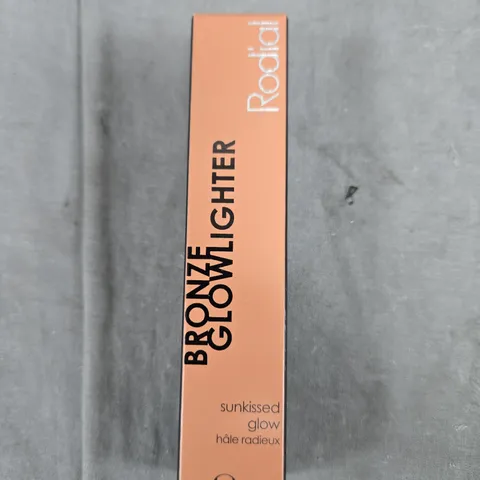 Rodial
BRONZE
GLOWLIGHTER
sunkissed
glow
hâle radieux